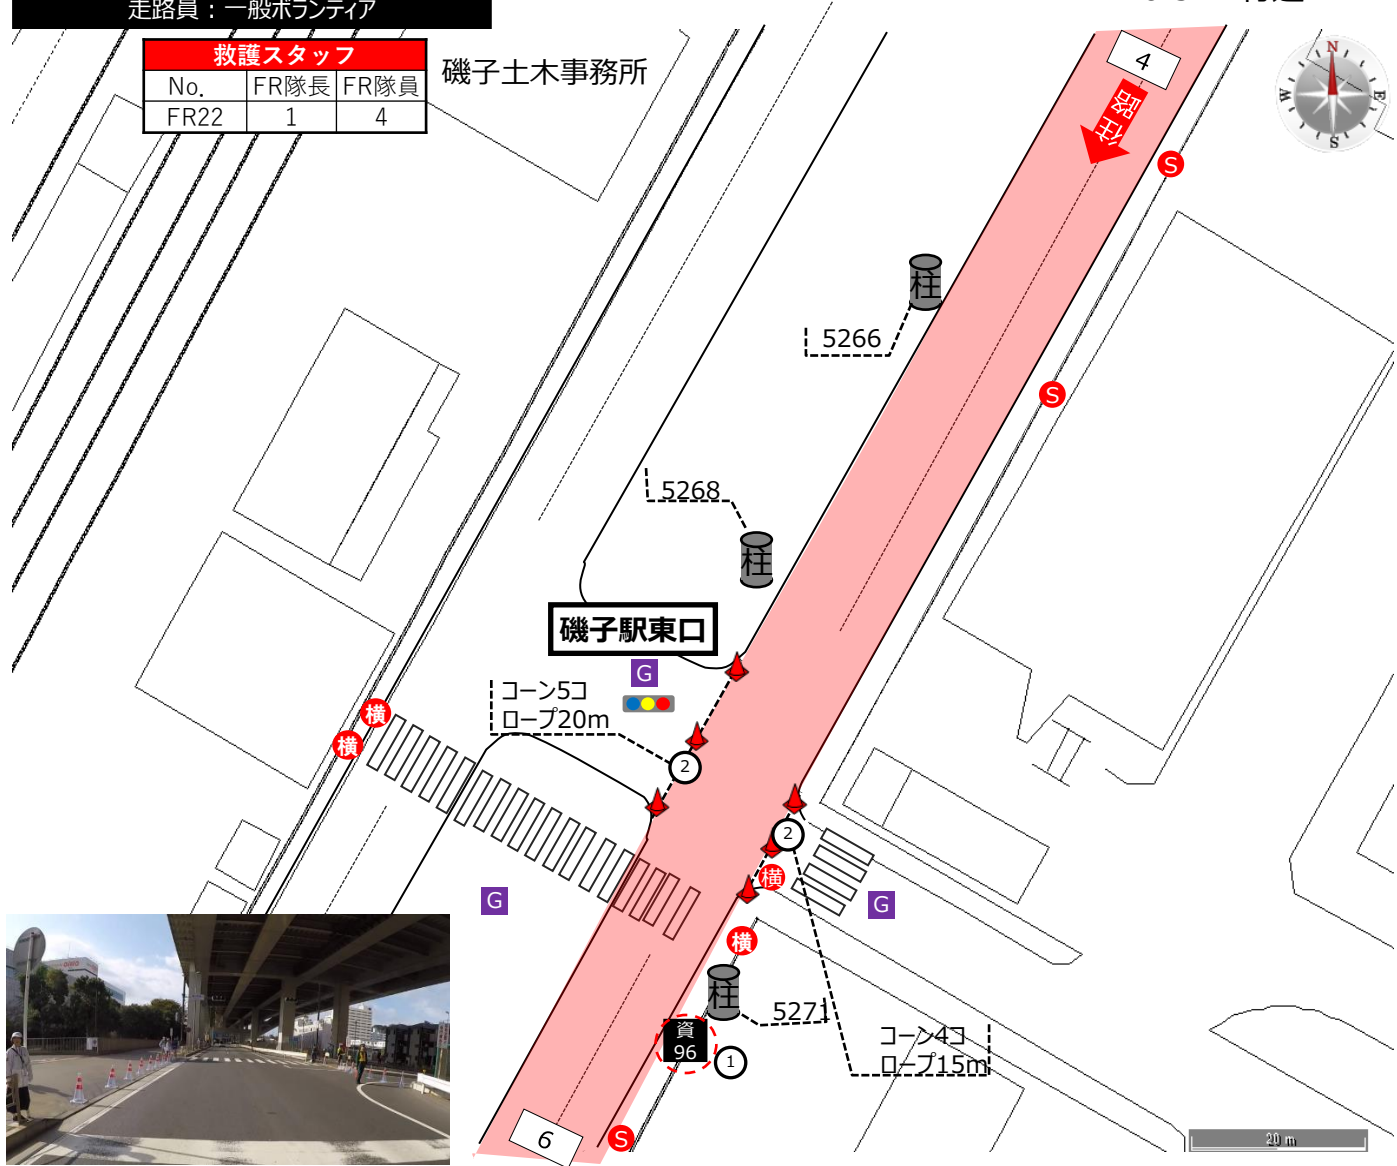 走路員：一般ボランティア
救護スタッフ
No. FR隊長 FR隊員
FR22 1 4
磯子土木事務所
4
往路
N
E
S
W
S
柱
5266
S
5268
柱
磯子駅東口
G
コーン5コ
ロープ20m
横
横
2
2
横
G
G
横
柱
5271
資
96
1
コーン4コ
ロープ15m
6
S
20 m